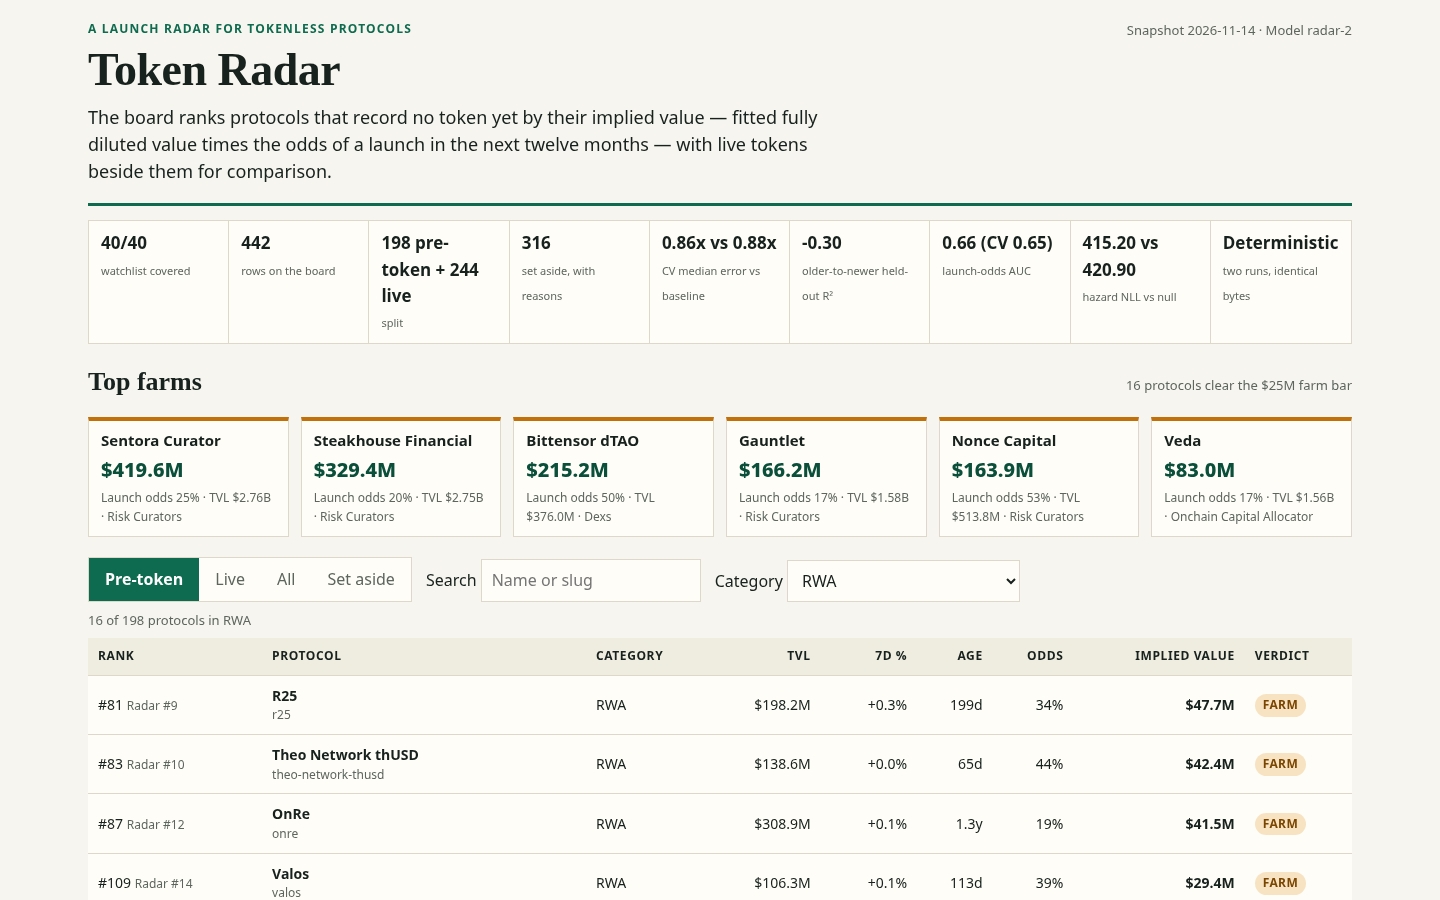 A LAUNCH RADAR FOR TOKENLESS PROTOCOLS
Snapshot 2026-11-14 · Model radar-2
Token Radar
The board ranks protocols that record no token yet by their implied value — fitted fully
diluted value times the odds of a launch in the next twelve months — with live tokens
beside them for comparison.
40/40
watchlist covered
442
rows on the board
198 pre-
token + 244
live
split
316
set aside, with
reasons
0.86x vs 0.88x
CV median error vs
baseline
-0.30
older-to-newer held-
out R²
0.66 (CV 0.65)
launch-odds AUC
415.20 vs
420.90
hazard NLL vs null
Deterministic
two runs, identical
bytes
Top farms
16 protocols clear the $25M farm bar
Sentora Curator
$419.6M
Launch odds 25% · TVL $2.76B
· Risk Curators
Steakhouse Financial
$329.4M
Launch odds 20% · TVL $2.75B
· Risk Curators
Bittensor dTAO
$215.2M
Launch odds 50% · TVL
$376.0M · Dexs
Gauntlet
$166.2M
Launch odds 17% · TVL $1.58B
· Risk Curators
Nonce Capital
$163.9M
Launch odds 53% · TVL
$513.8M · Risk Curators
Veda
$83.0M
Launch odds 17% · TVL $1.56B
· Onchain Capital Allocator
Pre-token Live All Set aside Search Name or slug Category RWA
16 of 198 protocols in RWA
RANK PROTOCOL CATEGORY TVL 7D % AGE ODDS IMPLIED VALUE VERDICT
#81 Radar #9 R25 RWA $198.2M +0.3% 199d 34% $47.7M FARM
r25
#83 Radar #10 Theo Network thUSD RWA $138.6M +0.0% 65d 44% $42.4M FARM
theo-network-thusd
#87 Radar #12 OnRe RWA $308.9M +0.1% 1.3y 19% $41.5M FARM
onre
#109 Radar #14 Valos RWA $106.3M +0.1% 113d 39% $29.4M FARM
valos